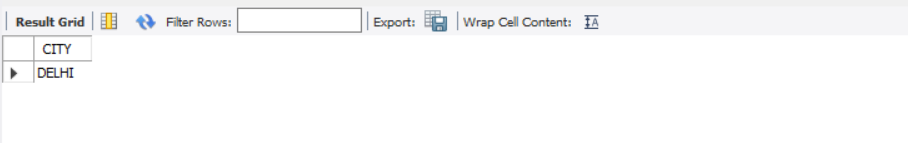 Result Grid Filter Rows: Export: Wrap Cell Content:
CITY
DELHI